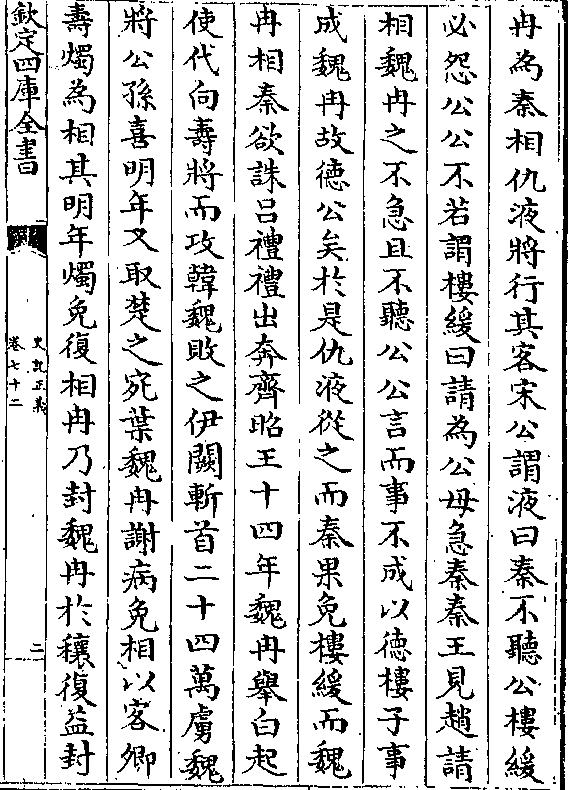 冉為秦相仇液將行其客宋公謂液曰秦不聽公樓緩
必怨公公不若謂樓緩曰請為公毋急秦秦王見趙請
相魏冉之不急且不聽公公言而事不成以德樓子事
成魏冉故德公矣於是仇液從之而秦果免樓緩而魏
冉相秦欲誅呂禮禮出奔齊昭王十四年魏冉舉白起
使代向壽將而攻韓魏敗之伊闕斬首二十四萬虜魏
將公孫喜明年又取楚之宛葉魏冉謝病免相以客卿
壽燭為相其明年燭免復相冉乃封魏冉於穰復益封
欽定四庫全書
史記正義
卷七十二
二